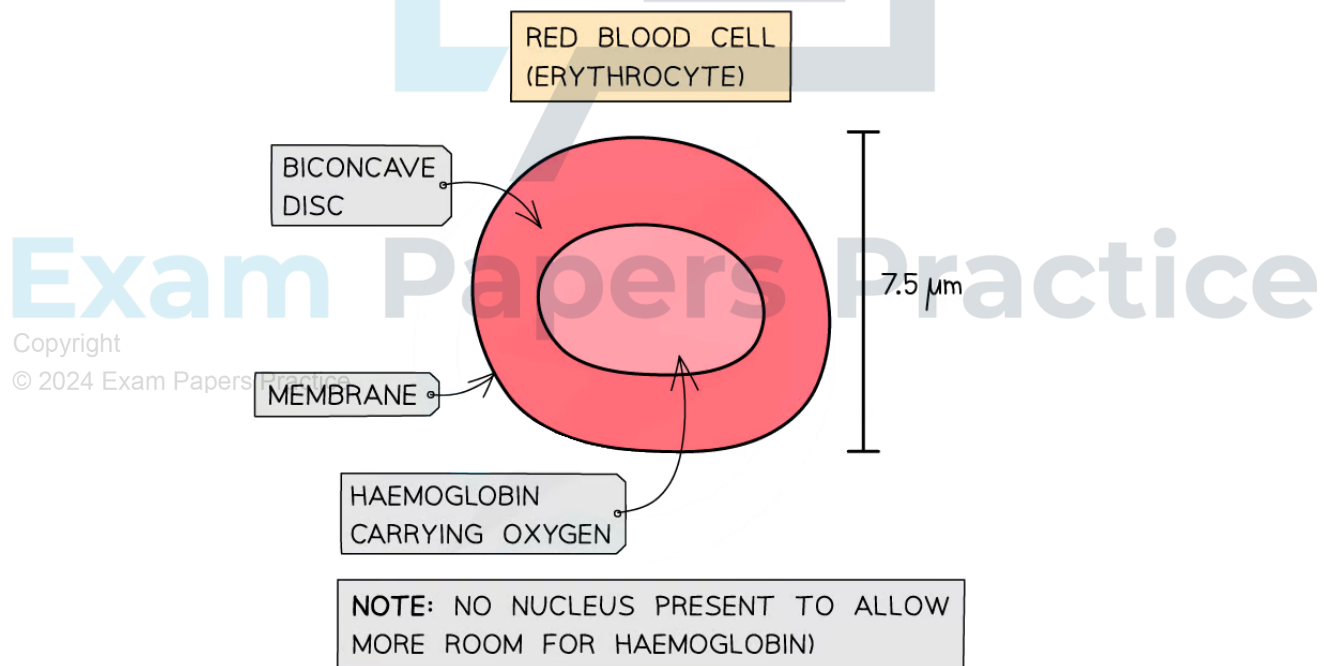 RED BLOOD CELL
(ERYTHROCYTE)
BICONCAVE
DISC
7.5 µm
Exam Papers Practice
Copyright
© 2024 Exam Papers Practice
MEMBRANE
HAEMOGLOBIN
CARRYING OXYGEN
NOTE: NO NUCLEUS PRESENT TO ALLOW
MORE ROOM FOR HAEMOGLOBIN)